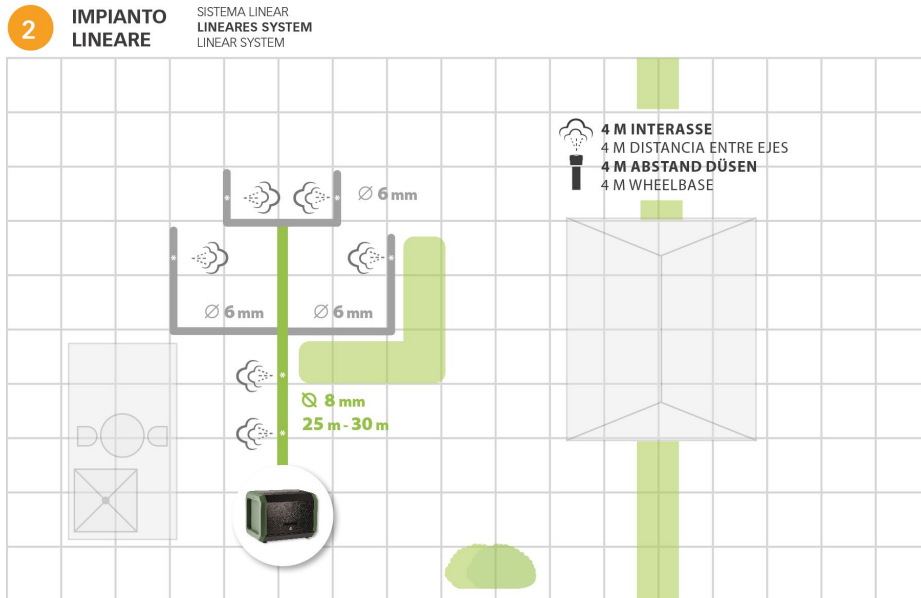 2
IMPIANTO
LINEARE
SISTEMA LINEAR
LINEARES SYSTEM
LINEAR SYSTEM
4 M INTERASSE
4 M DISTANCIA ENTRE EJES
4 M ABSTAND DÜSEN
4 M WHEELBASE
∅ 6 mm
∅ 6 mm
∅ 6 mm
∅ 8 mm
25 m - 30 m